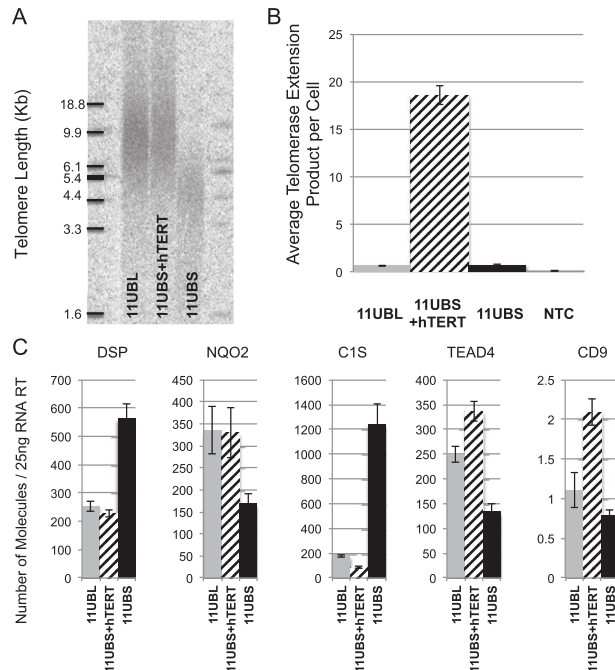 A
Telomere Length (Kb)
18.8
9.9
6.1
5.4
4.4
3.3
1.6
11UBL
11UBS+hTERT
11UBS
B
Average Telomerase Extension
Product per Cell
25
20
15
10
5
0
11UBL
11UBS
+hTERT
11UBS
NTC
C
Number of Molecules / 25ng RNA RT
DSP
700
600
500
400
300
200
100
0
11UBL
11UBS+hTERT
11UBS
NQO2
450
400
350
300
250
200
150
100
50
0
11UBL
11UBS+hTERT
11UBS
C1S
1600
1400
1200
1000
800
600
400
200
0
11UBL
11UBS+hTERT
11UBS
TEAD4
400
350
300
250
200
150
100
50
0
11UBL
11UBS+hTERT
11UBS
CD9
2.5
2
1.5
1
0.5
0
11UBL
11UBS+hTERT
11UBS